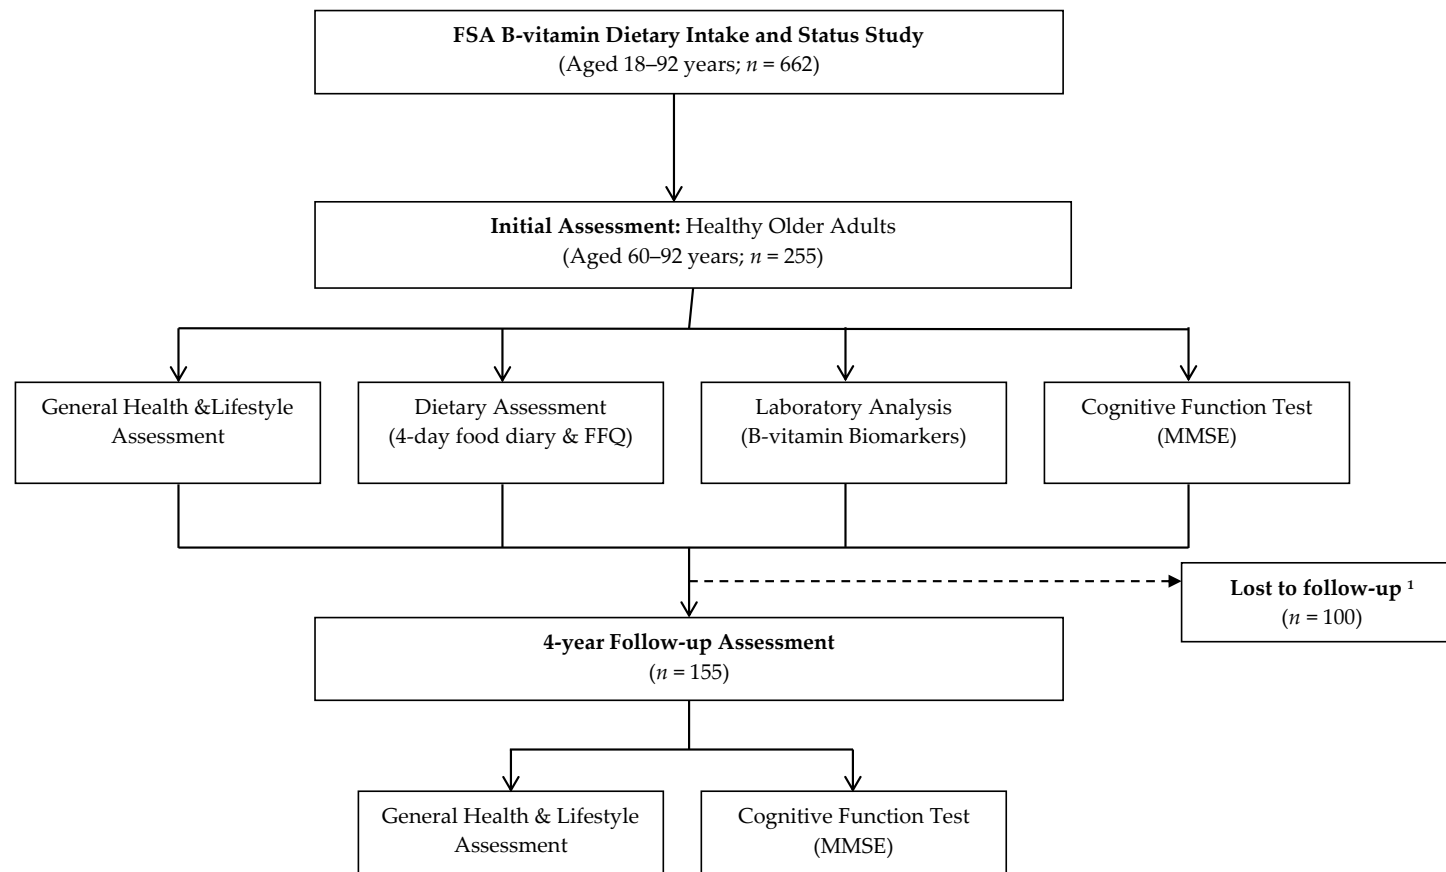 FSA B-vitamin Dietary Intake and Status Study
(Aged 18–92 years; n = 662)
Initial Assessment: Healthy Older Adults
(Aged 60–92 years; n = 255)
General Health &Lifestyle
Assessment
Dietary Assessment
(4-day food diary & FFQ)
Laboratory Analysis
(B-vitamin Biomarkers)
Cognitive Function Test
(MMSE)
Lost to follow-up ¹
(n = 100)
4-year Follow-up Assessment
(n = 155)
General Health & Lifestyle
Assessment
Cognitive Function Test
(MMSE)